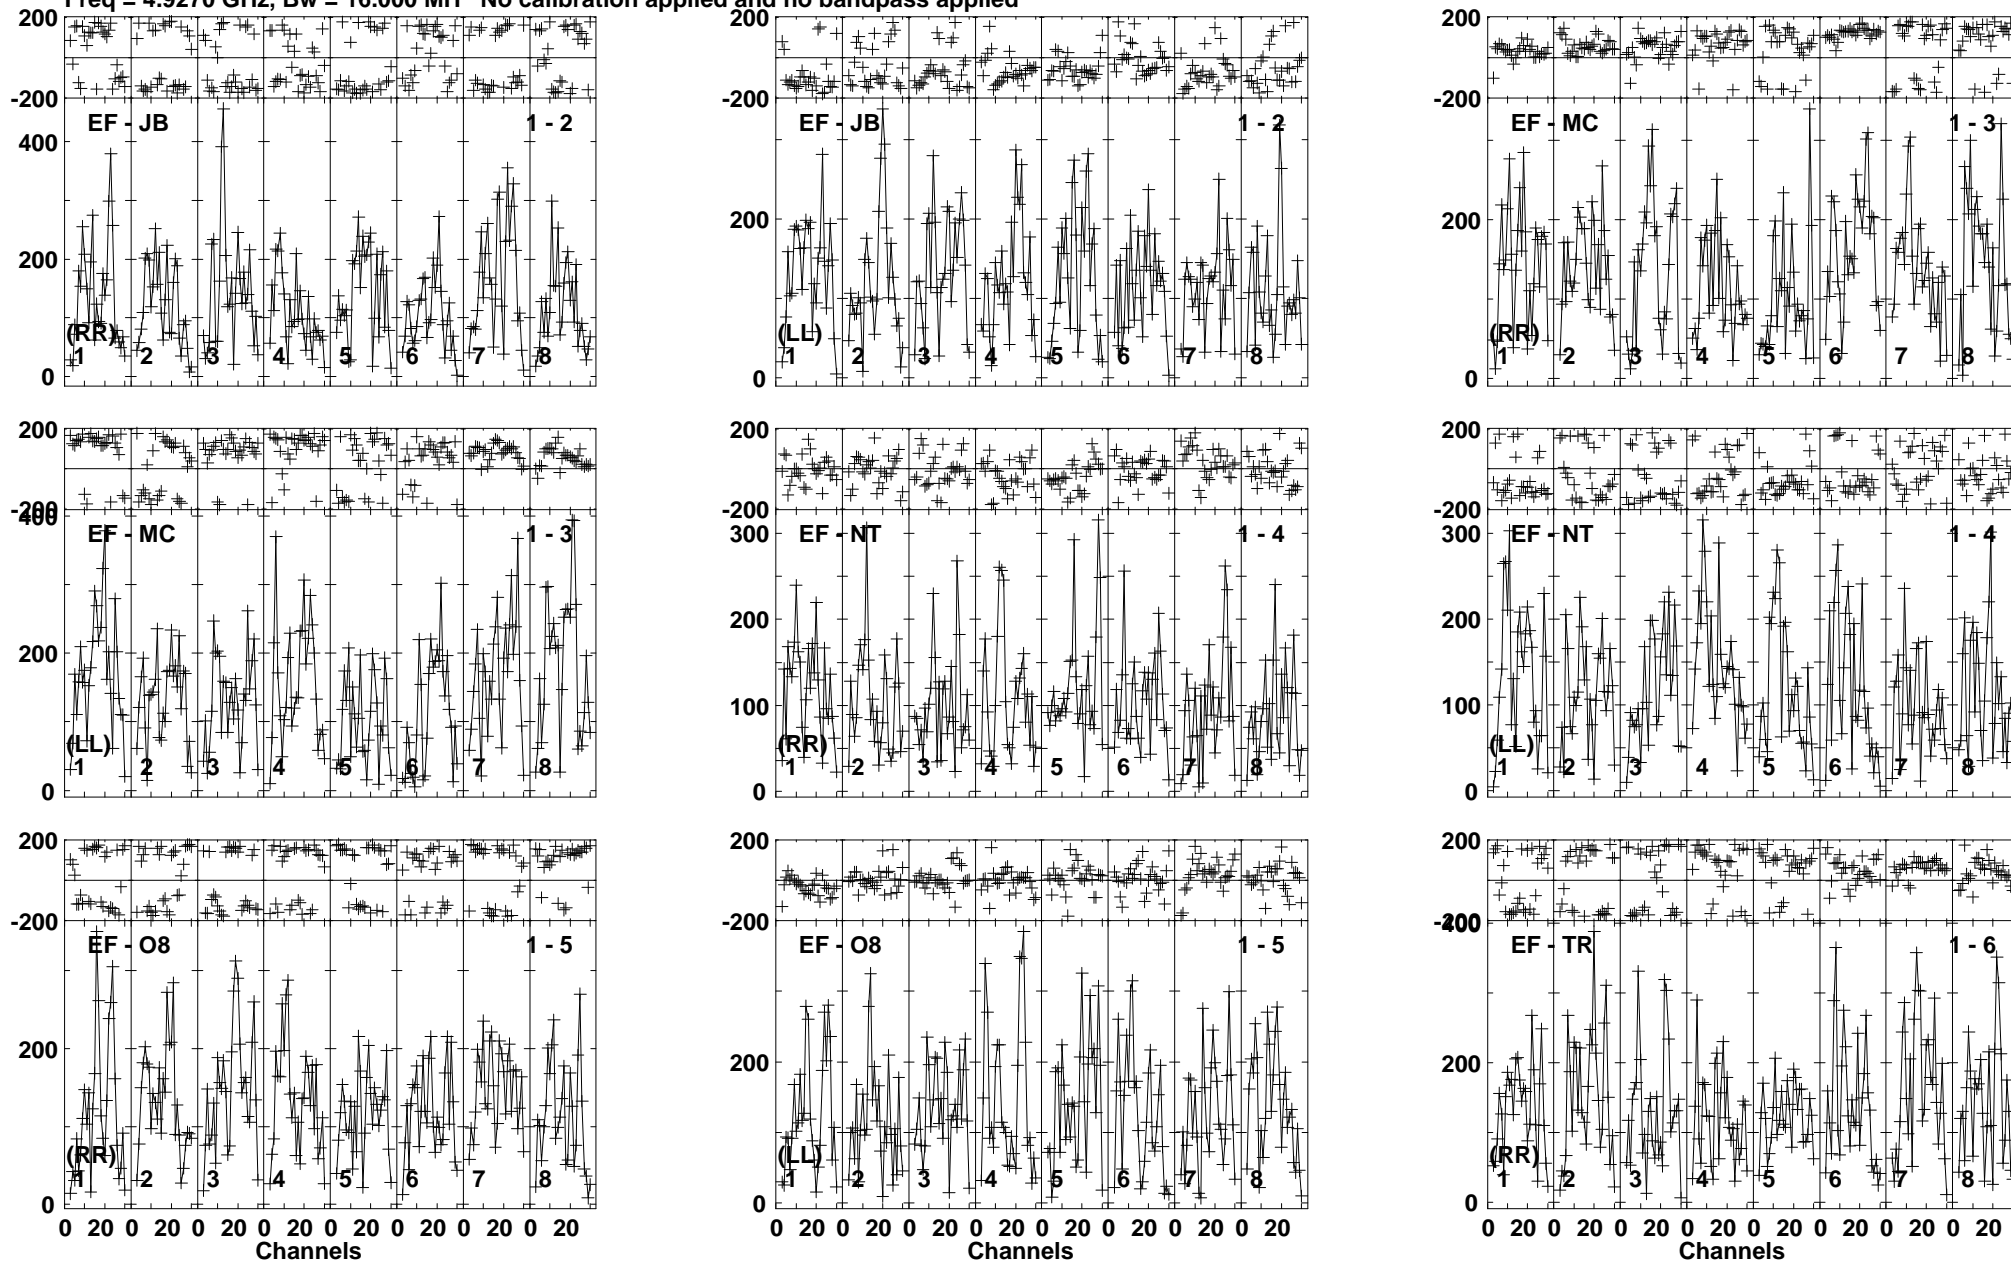 Freq = 4.9270 GHz, Bw = 16.000 MH No calibration applied and no bandpass applied
200 200 200
-200 -200 -200
EF - JB 1 - 2 EF - JB 1 - 2 EF - MC 1 - 3
400
200 200 200
(RR) (LL) (RR)
1 2 3 4 5 6 7 8 1 2 3 4 5 6 7 8 1 2 3 4 5 6 7 8
0 0 0
200 200 200
-200 -200 -200
400 300 300
EF - MC 1 - 3 EF - NT 1 - 4 EF - NT 1 - 4
200 200 200
100 100
(LL) (RR) (LL)
1 2 3 4 5 6 7 8 1 2 3 4 5 6 7 8 1 2 3 4 5 6 7 8
0 0 0
200 200 200
-200 -200 -200
400
EF - O8 1 - 5 EF - O8 1 - 5 EF - TR 1 - 6
200 200 200
(RR) (LL) (RR)
1 2 3 4 5 6 7 8 1 2 3 4 5 6 7 8 1 2 3 4 5 6 7 8
0 0 0
0 20 0 20 0 20 0 20 0 20 0 20 0 20 0 20 0 20 0 20 0 20 0 20 0 20 0 20 0 20 0 20 0 20 0 20 0 20 0 20 0 20 0 20 0 20 0 20
Channels Channels Channels